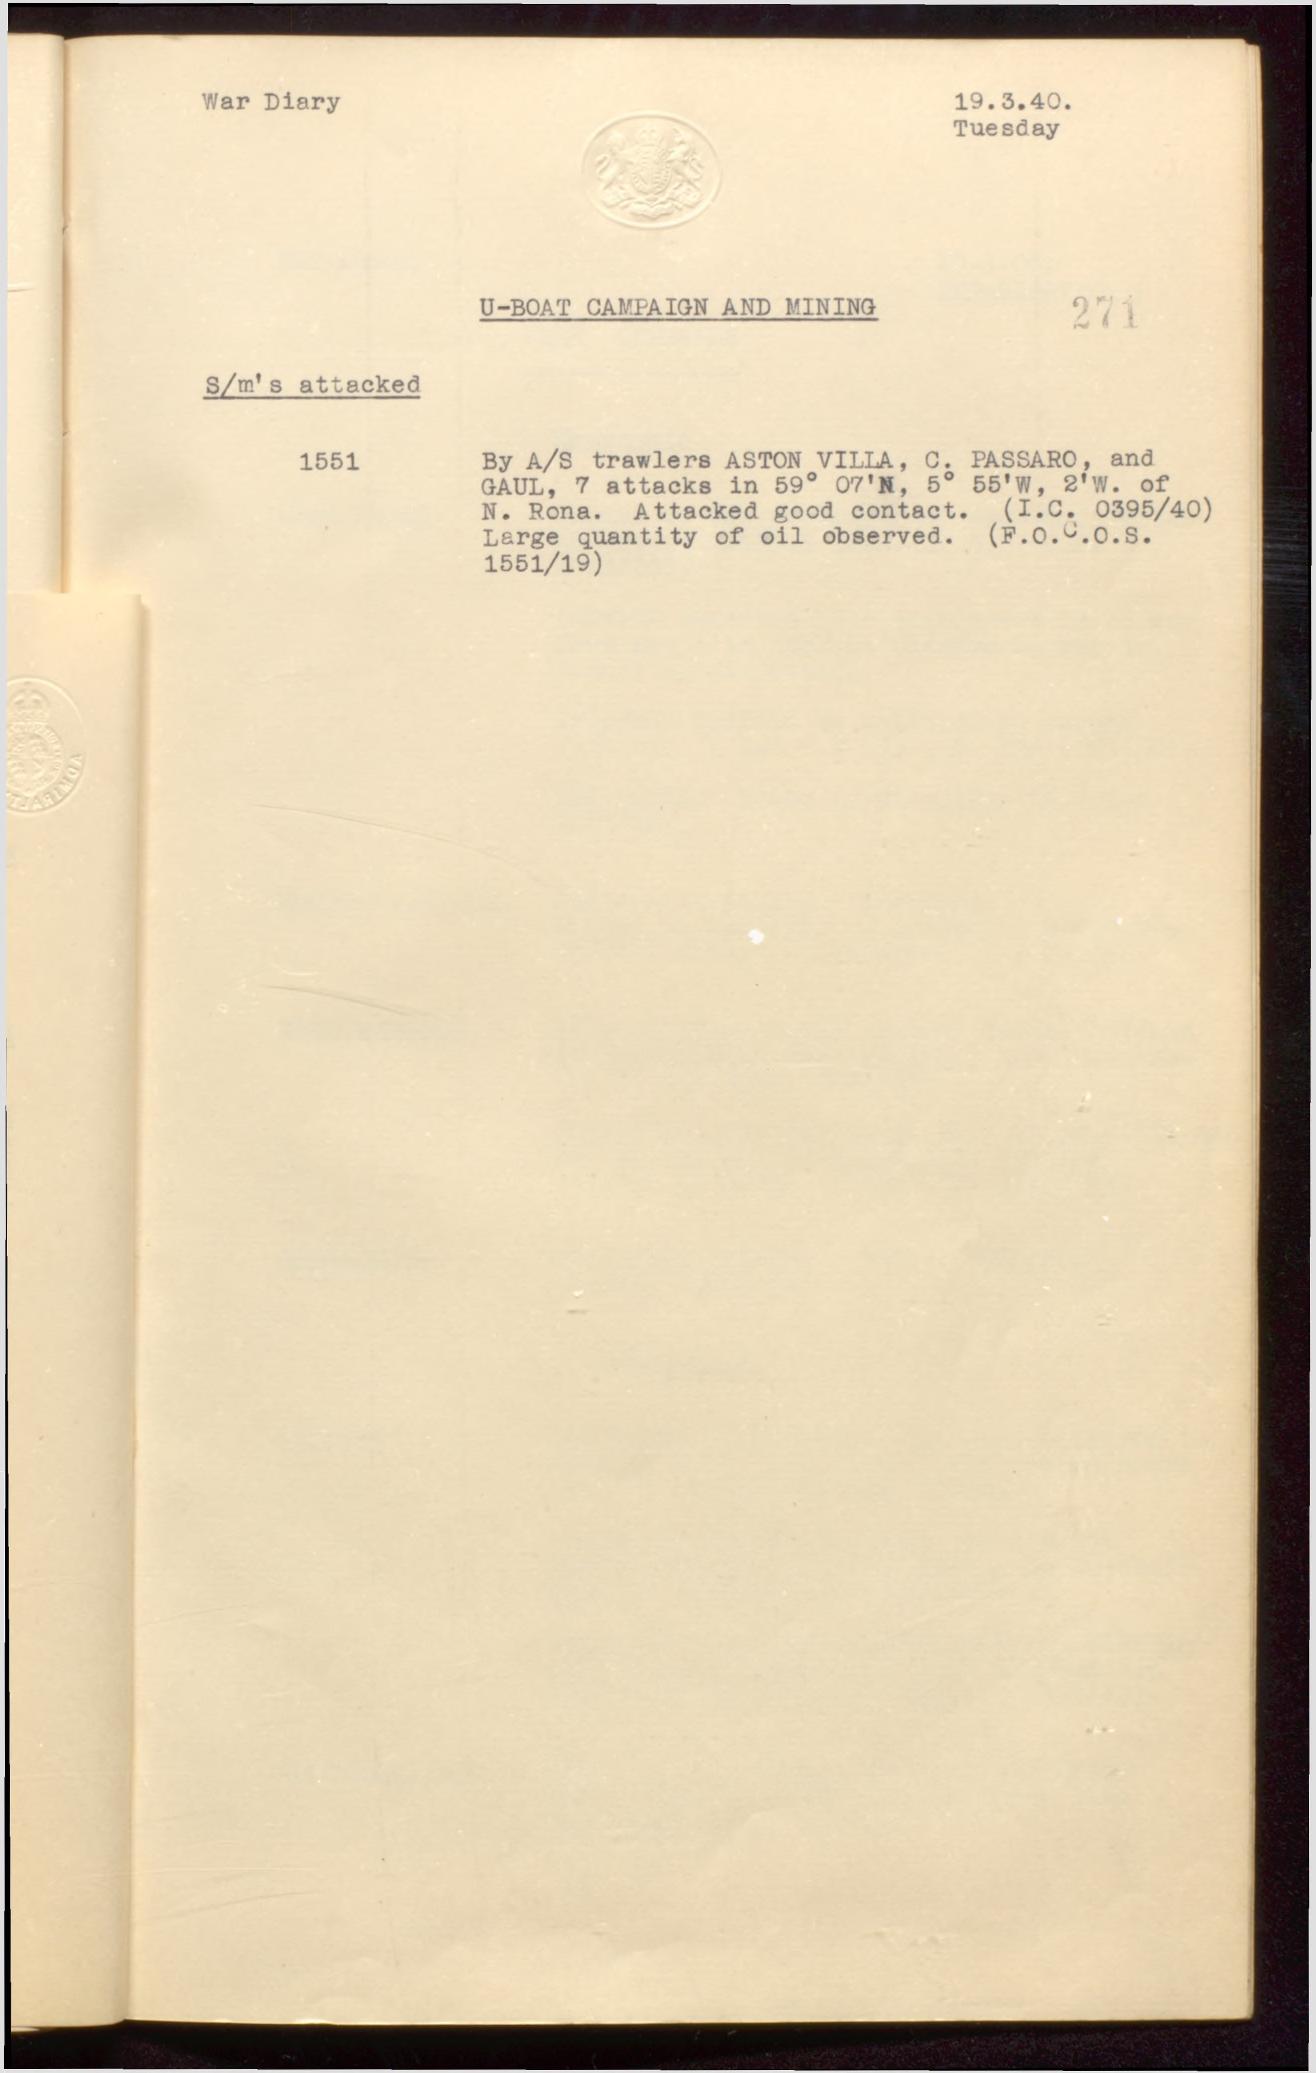 War Diary
19.3.40.
Tuesday
U-BOAT CAMPAIGN AND MINING
271
S/m's attacked
1551
By A/S trawlers ASTON VILLA, C. PASSARO, and
GAUL, 7 attacks in 59° 07'N, 5° 55'W, 2'W. of
N. Rona. Attacked good contact. (I.C. 0395/40)
Large quantity of oil observed. (F.O.C.O.S.
1551/19)
ADMIRALTY